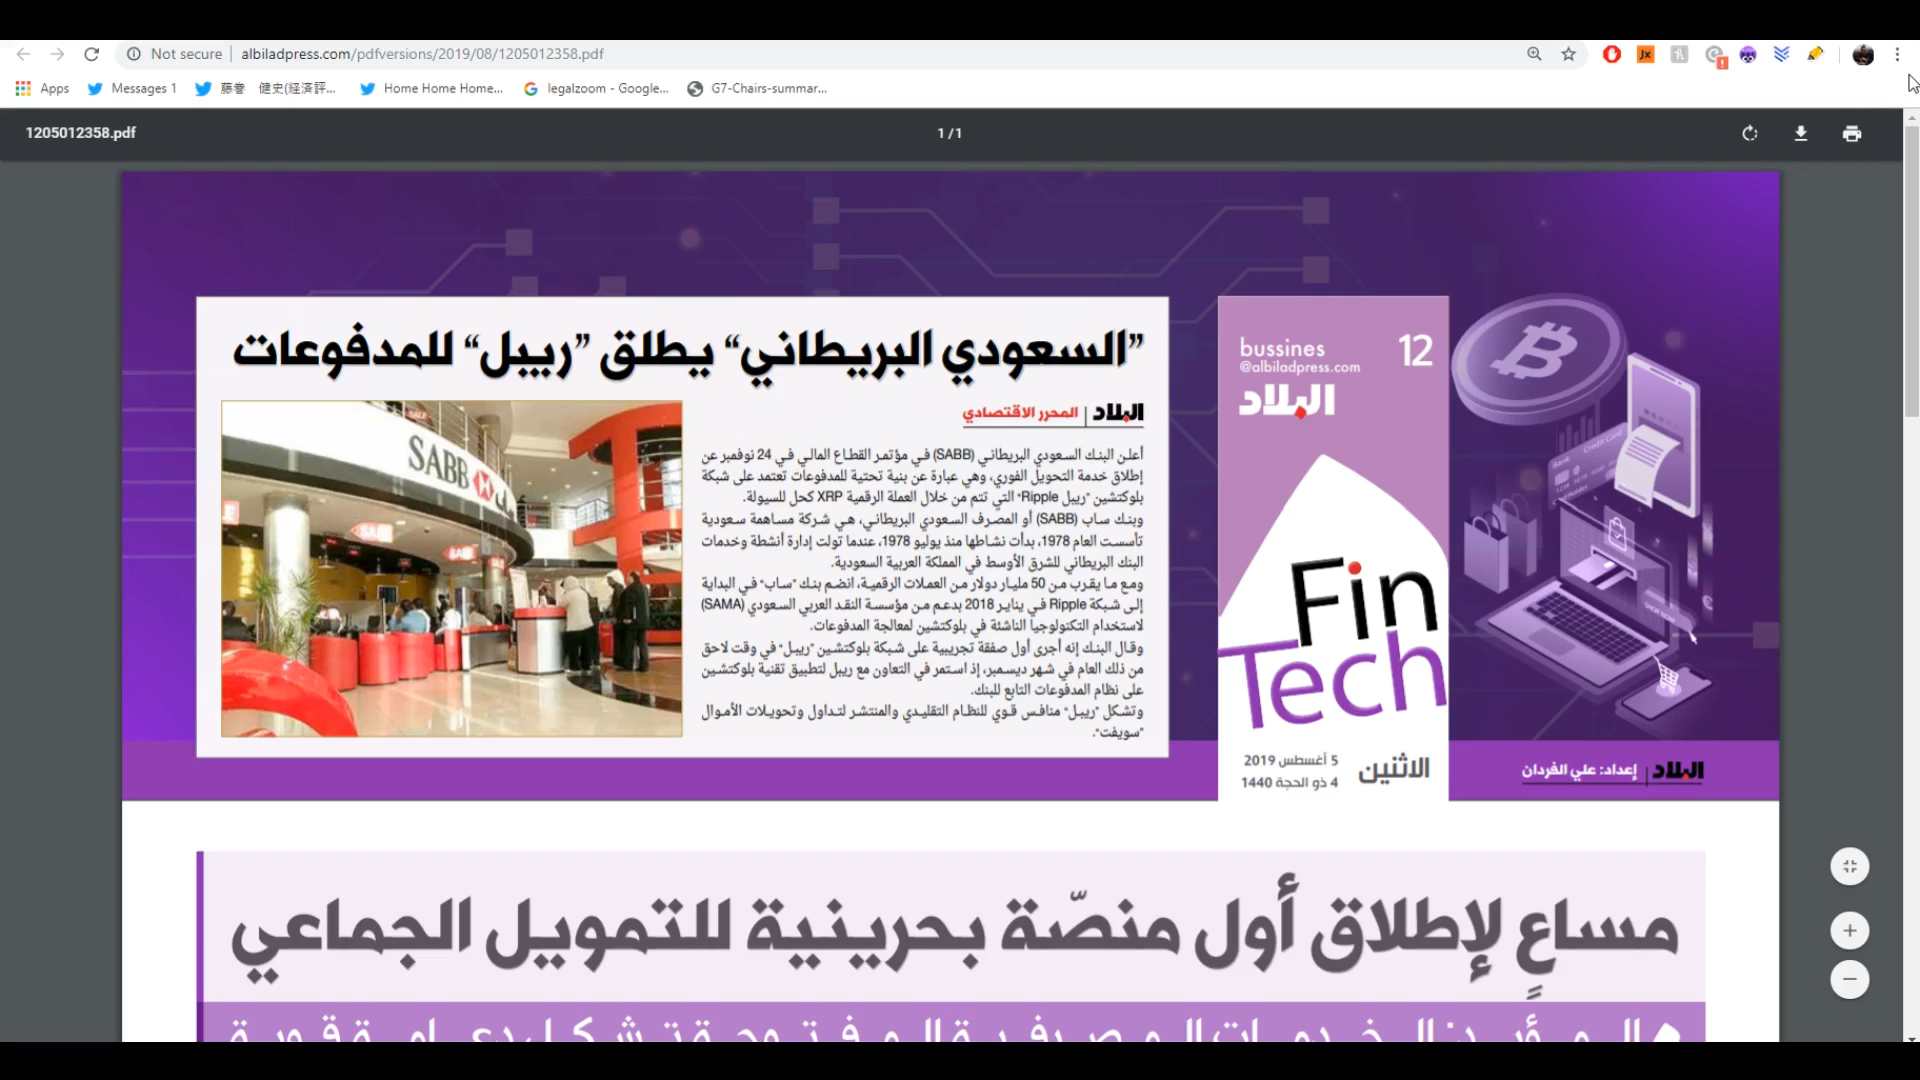 Not secure | albiladpress.com/pdfversions/2019/08/1205012358.pdf
Apps
Messages 1
藤巻 健史(経済評...
Home Home Home...
legalzoom - Google...
G7-Chairs-summar...
1205012358.pdf
1 / 1
”السعودي البريطاني“ يطلق ”ريبل“ للمدفوعات
البلاد | المحرر الاقتصادي
أعلن البنك السعودي البريطاني (SABB) في مؤتمر القطاع المالي في 24 نوفمبر عن
إطلاق خدمة التحويل الفوري، وهي عبارة عن بنية تحتية للمدفوعات تعتمد على شبكة
بلوكتشين ”ريبل Ripple“ التي تتم من خلال العملة الرقمية XRP كحل للسيولة.
وبنك ساب (SABB) أو المصرف السعودي البريطاني، هي شركة مساهمة سعودية
تأسست العام 1978، بدأت نشاطها منذ يوليو 1978، عندما تولت إدارة أنشطة وخدمات
البنك البريطاني للشرق الأوسط في المملكة العربية السعودية.
ومع ما يقرب من 50 مليار دولار من العملات الرقمية، انضم بنك ”ساب“ في البداية
إلى شبكة Ripple في يناير 2018 بدعم من مؤسسة النقد العربي السعودي (SAMA)
لاستخدام التكنولوجيا الناشئة في بلوكتشين لمعالجة المدفوعات.
وقال البنك إنه أجرى أول صفقة تجريبية على شبكة بلوكتشين ”ريبل“ في وقت لاحق
من ذلك العام في شهر ديسمبر، إذ استمر في التعاون مع ريبل لتطبيق تقنية بلوكتشين
على نظام المدفوعات التابع للبنك.
وتشكل ”ريبل“ منافس قوي للنظام التقليدي والمنتشر لتداول وتحويلات الأموال
”سويفت“.
SABB
bussines
@albiladpress.com
12
البلاد
Fin
Tech
الاثنين
5 أغسطس 2019
4 ذو الحجة 1440
البلاد | إعداد: علي الفردان
مساعٍ لإطلاق أول منصّة بحرينية للتمويل الجماعي